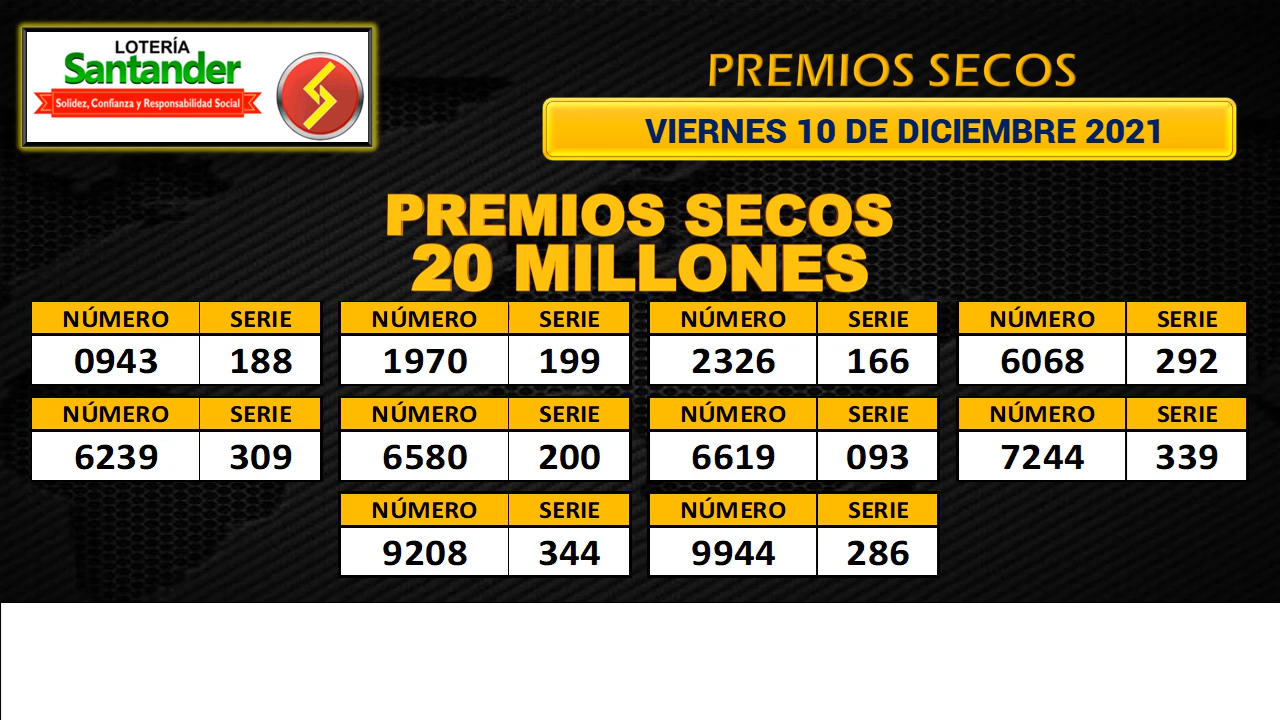 LOTERÍA
Santander
Solidez, Confianza y Responsabilidad Social
PREMIOS SECOS
VIERNES 10 DE DICIEMBRE 2021
PREMIOS SECOS
20 MILLONES
NÚMERO SERIE NÚMERO SERIE NÚMERO SERIE NÚMERO SERIE
0943 188 1970 199 2326 166 6068 292
NÚMERO SERIE NÚMERO SERIE NÚMERO SERIE NÚMERO SERIE
6239 309 6580 200 6619 093 7244 339
NÚMERO SERIE NÚMERO SERIE
9208 344 9944 286